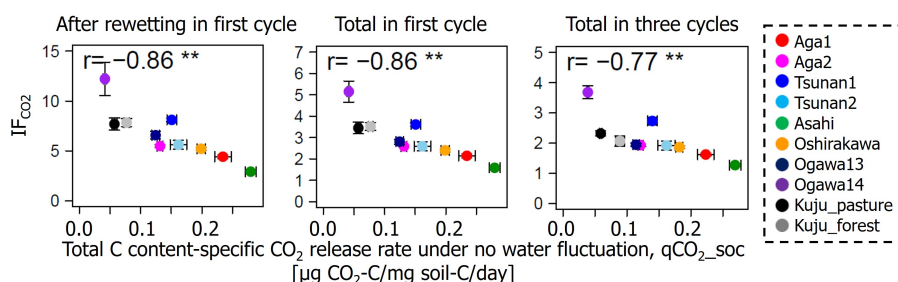 After rewetting in first cycle
Total in first cycle
Total in three cycles
r= −0.86 **
r= −0.86 **
r= −0.77 **
IF_CO2
15
10
5
0
0.0
0.1
0.2
7
6
5
4
3
2
1
0
0.0
0.1
0.2
5
4
3
2
1
0
0.0
0.1
0.2
Total C content-specific CO₂ release rate under no water fluctuation, qCO₂_soc
[µg CO₂-C/mg soil-C/day]
Aga1
Aga2
Tsunan1
Tsunan2
Asahi
Oshirakawa
Ogawa13
Ogawa14
Kuju_pasture
Kuju_forest